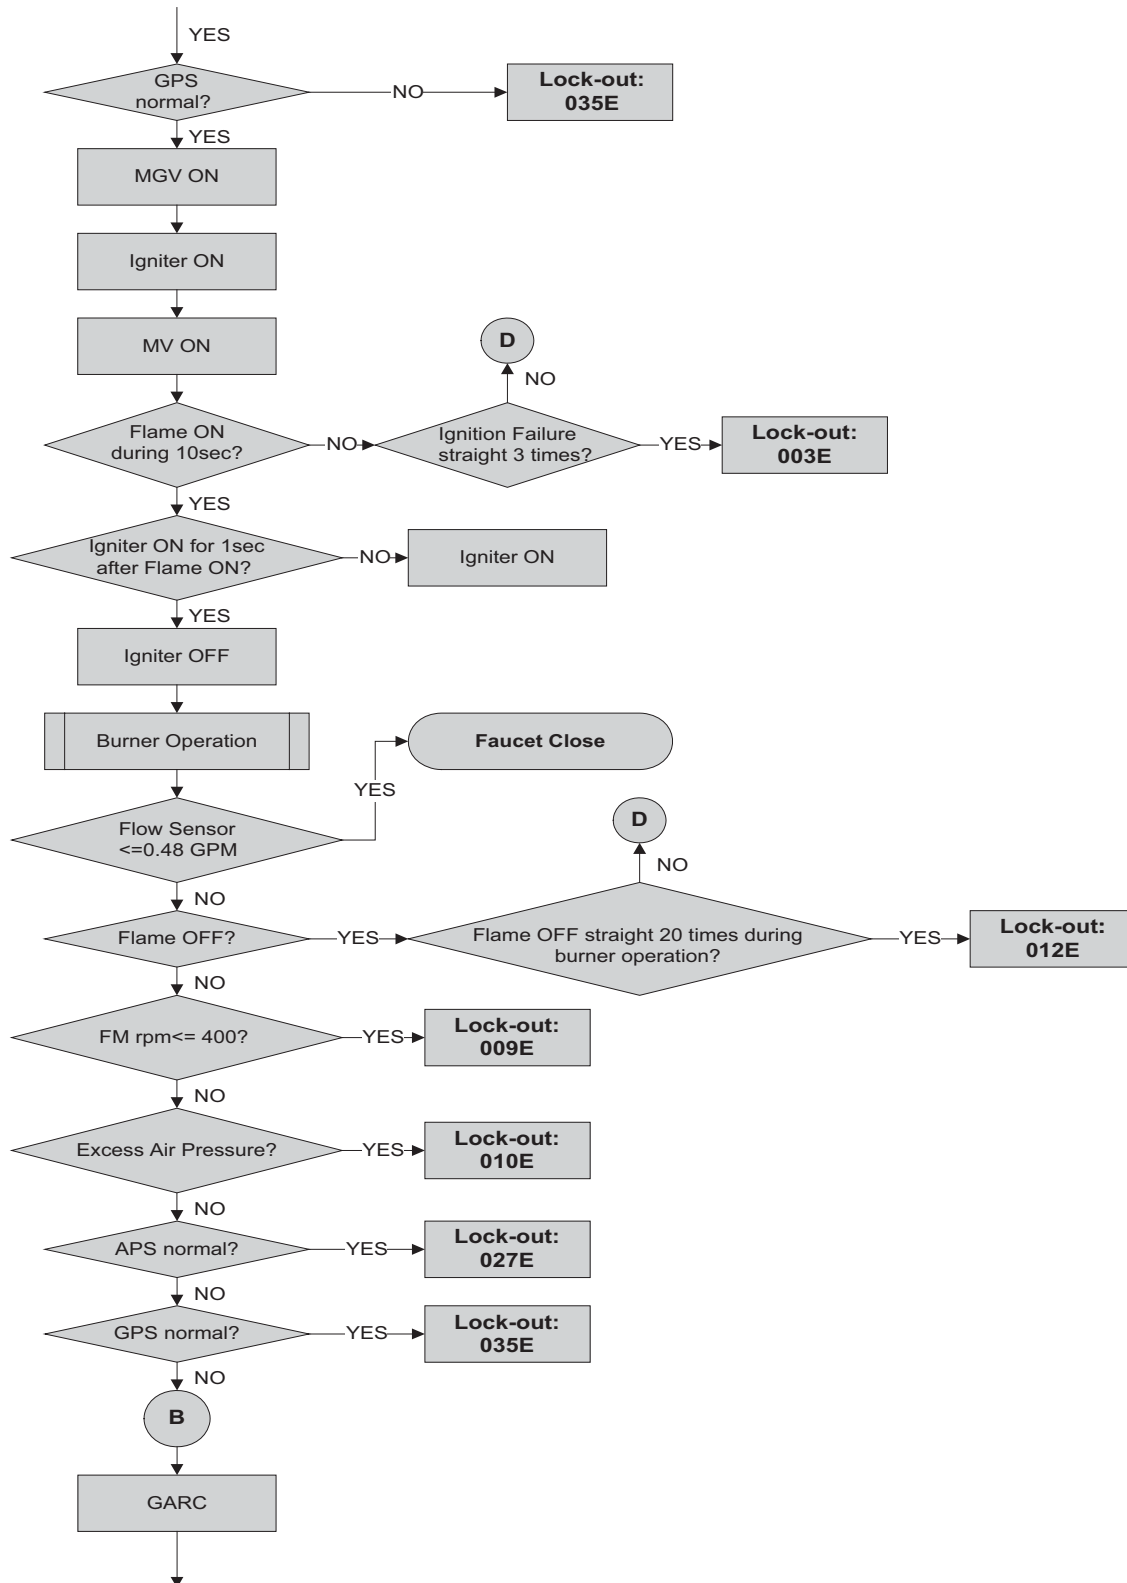 YES
GPS
normal?
NO
Lock-out:
035E
YES
MGV ON
Igniter ON
MV ON
D
NO
Flame ON
during 10sec?
NO
Ignition Failure
straight 3 times?
YES
Lock-out:
003E
YES
Igniter ON for 1sec
after Flame ON?
NO
Igniter ON
YES
Igniter OFF
Burner Operation
Faucet Close
YES
Flow Sensor
<=0.48 GPM
D
NO
NO
Flame OFF?
YES
Flame OFF straight 20 times during
burner operation?
YES
Lock-out:
012E
NO
FM rpm<= 400?
YES
Lock-out:
009E
NO
Excess Air Pressure?
YES
Lock-out:
010E
NO
APS normal?
YES
Lock-out:
027E
NO
GPS normal?
YES
Lock-out:
035E
NO
B
GARC